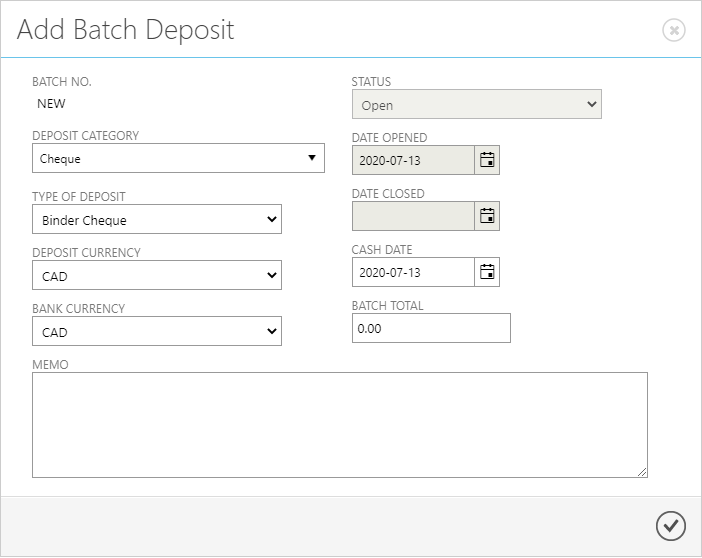 Add Batch Deposit
BATCH NO.
NEW
DEPOSIT CATEGORY
Cheque
TYPE OF DEPOSIT
Binder Cheque
DEPOSIT CURRENCY
CAD
BANK CURRENCY
CAD
STATUS
Open
DATE OPENED
2020-07-13
DATE CLOSED
CASH DATE
2020-07-13
BATCH TOTAL
0.00
MEMO